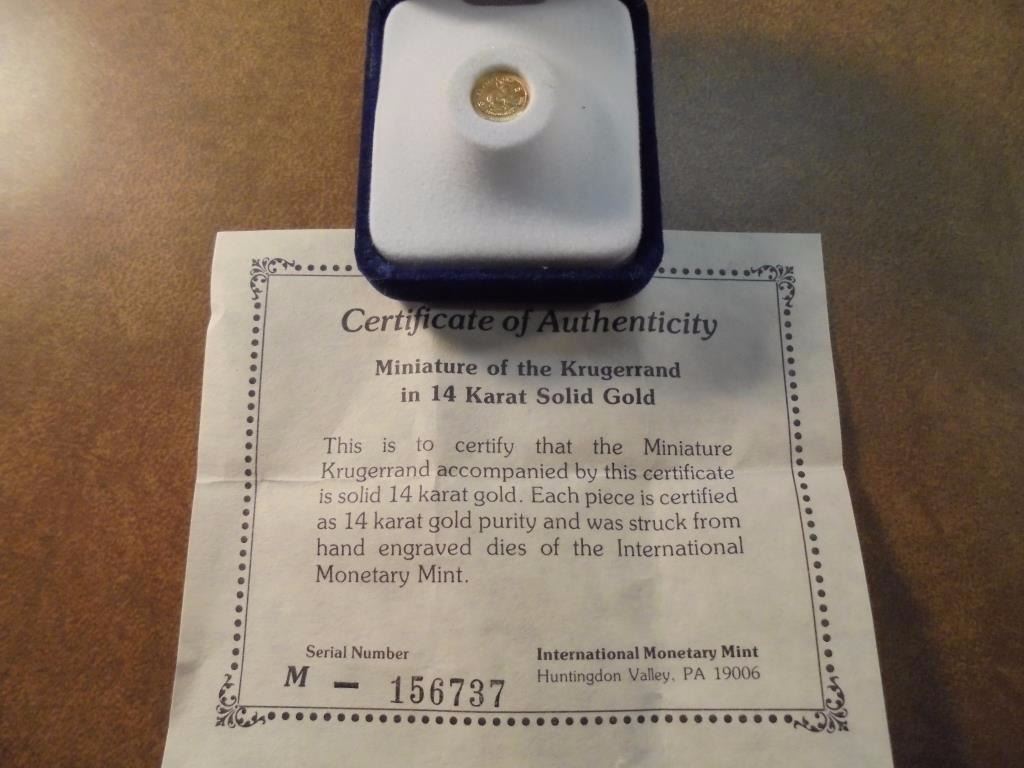 Certificate of Authenticity
Miniature of the Krugerrand
in 14 Karat Solid Gold
This is to certify that the Miniature
Krugerrand accompanied by this certificate
is solid 14 karat gold. Each piece is certified
as 14 karat gold purity and was struck from
hand engraved dies of the International
Monetary Mint.
Serial Number
M - 156737
International Monetary Mint
Huntingdon Valley, PA 19006